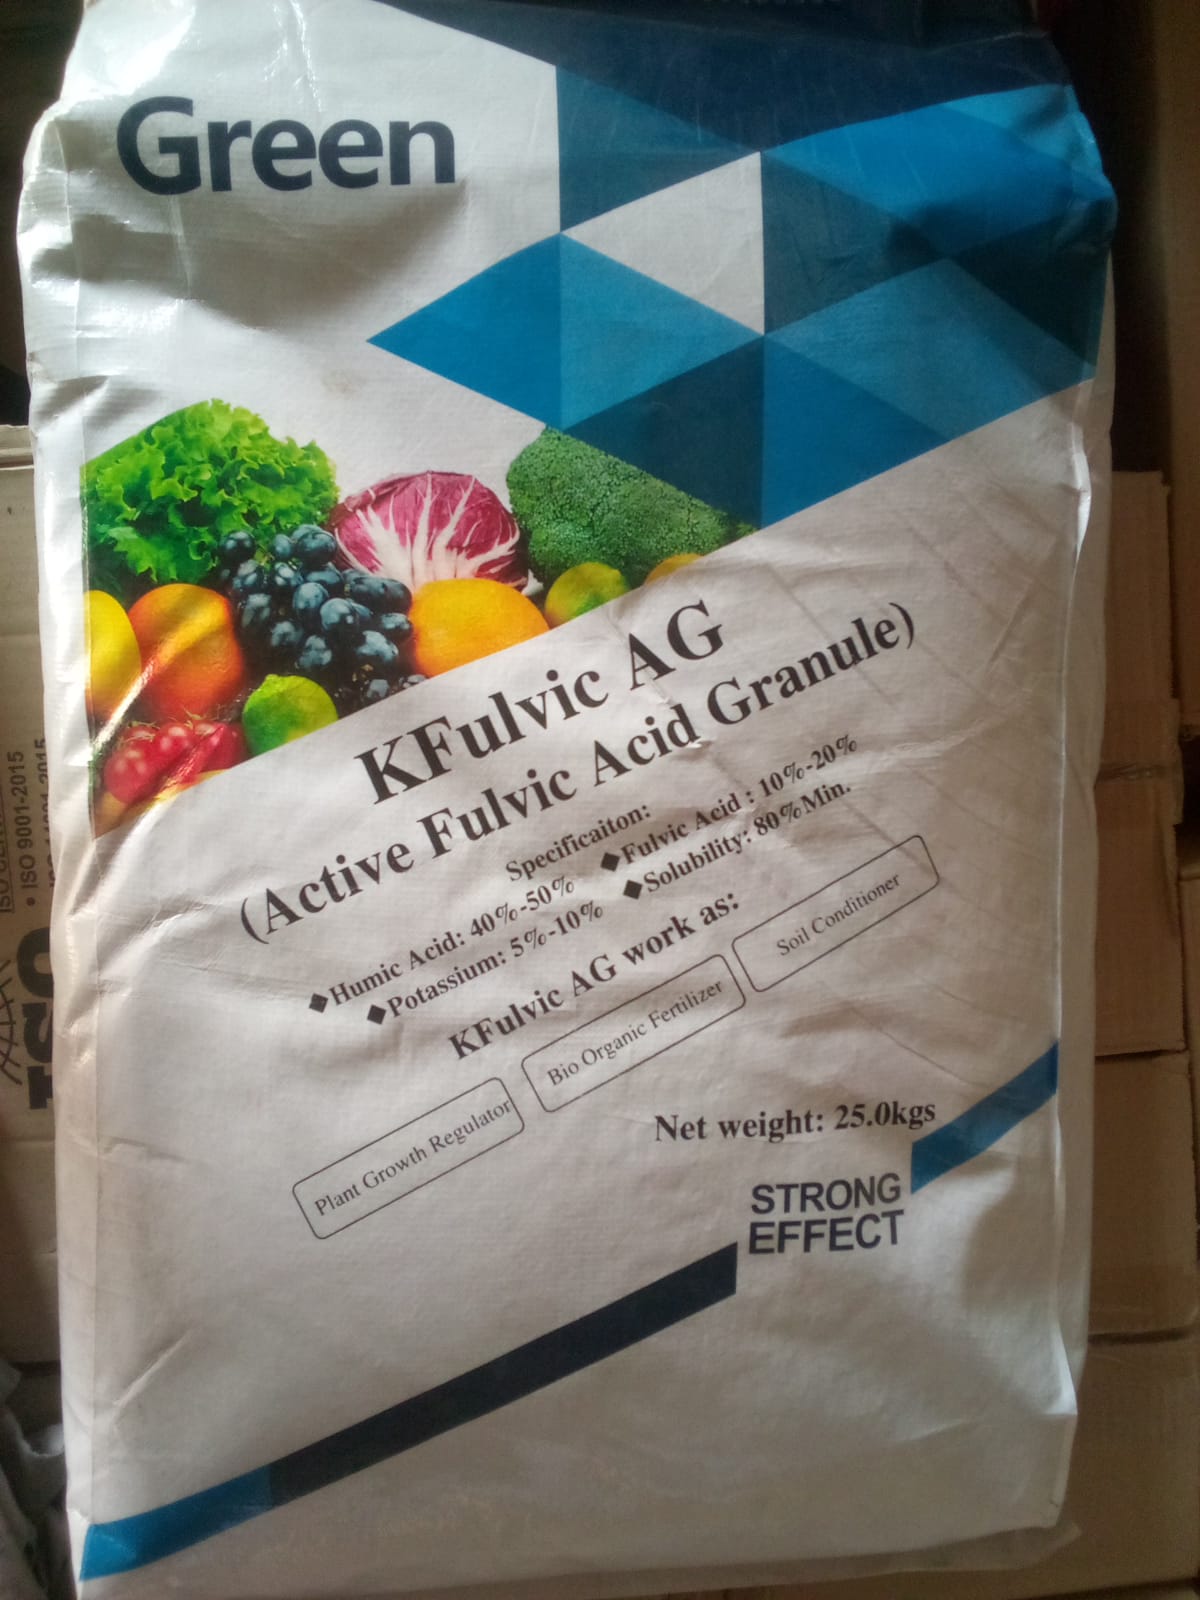 Green
KFulvic AG
(Active Fulvic Acid Granule)
Specificaiton:
◆Humic Acid: 40%-50% ◆Fulvic Acid : 10%-20%
◆Potassium: 5%-10% ◆Solubility: 80%Min.
KFulvic AG work as:
Plant Growth Regulator
Bio Organic Fertilizer
Soil Conditioner
Net weight: 25.0kgs
STRONG
EFFECT
• ISO 9001-2015
ISO